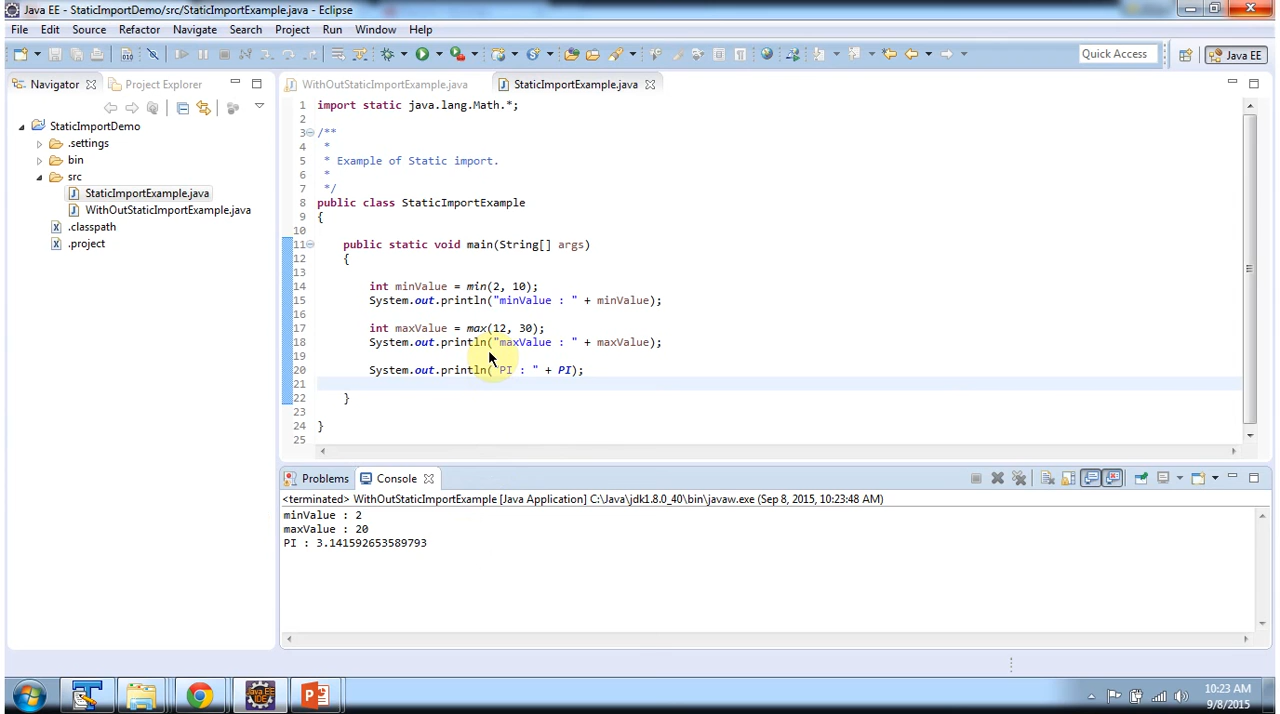 Java EE - StaticImportDemo/src/StaticImportExample.java - Eclipse
File Edit Source Refactor Navigate Search Project Run Window Help
Quick Access
Java EE
Navigator
Project Explorer
WithOutStaticImportExample.java
StaticImportExample.java
StaticImportDemo
.settings
bin
src
StaticImportExample.java
WithOutStaticImportExample.java
.classpath
.project
1 import static java.lang.Math.*;
2
3 /**
4 *
5 * Example of Static import.
6 *
7 */
8 public class StaticImportExample
9 {
10
11 public static void main(String[] args)
12 {
13
14 int minValue = min(2, 10);
15 System.out.println("minValue : " + minValue);
16
17 int maxValue = max(12, 30);
18 System.out.println("maxValue : " + maxValue);
19
20 System.out.println("PI : " + PI);
21
22 }
23
24 }
25
Problems
Console
<terminated> WithOutStaticImportExample [Java Application] C:\Java\jdk1.8.0_40\bin\javaw.exe (Sep 8, 2015, 10:23:48 AM)
minValue : 2
maxValue : 20
PI : 3.141592653589793
Java EE
IDE
10:23 AM
9/8/2015